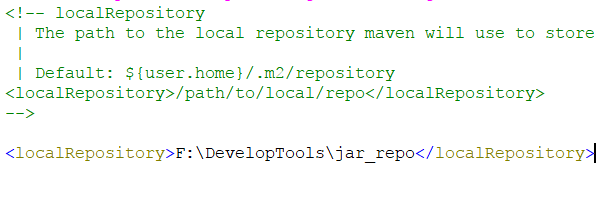 <!-- localRepository
 | The path to the local repository maven will use to store
 |
 | Default: ${user.home}/.m2/repository
<localRepository>/path/to/local/repo</localRepository>
-->
<localRepository>F:\DevelopTools\jar_repo</localRepository>